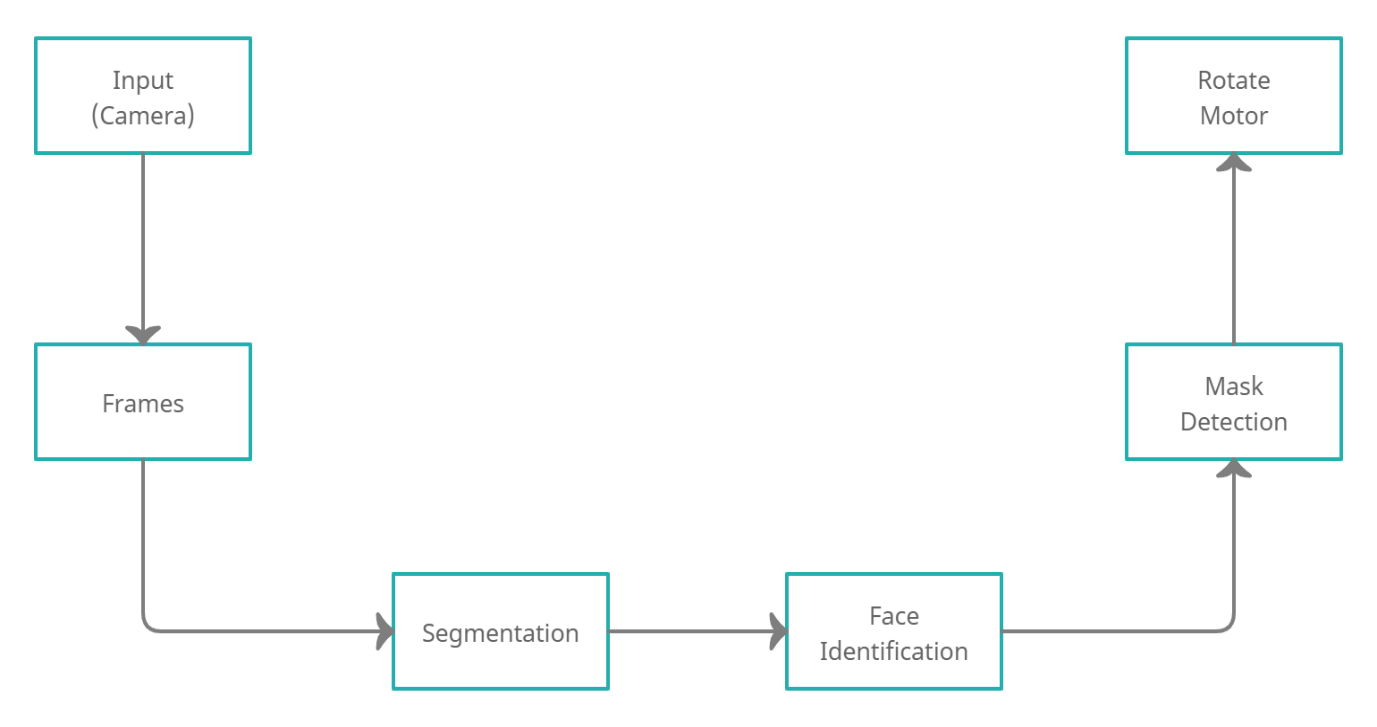 Input
(Camera)
Frames
Segmentation
Face
Identification
Mask
Detection
Rotate
Motor